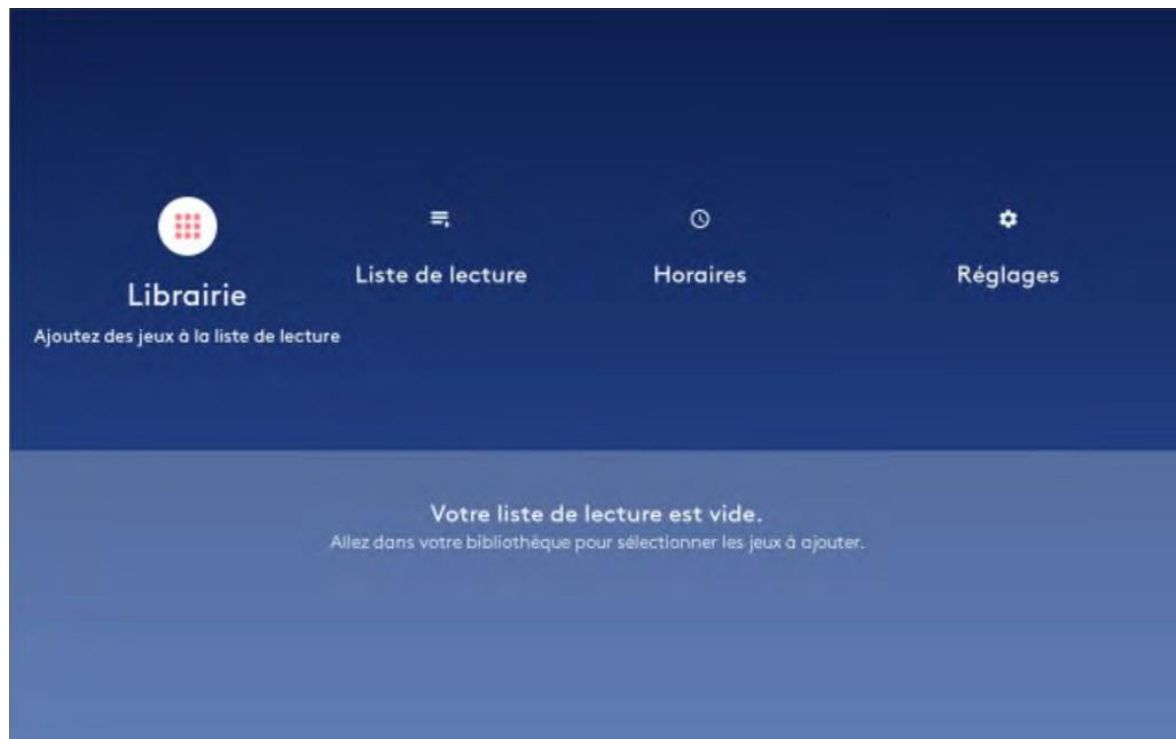 Librairie
Ajoutez des jeux à la liste de lecture
Liste de lecture
Horaires
Réglages
Votre liste de lecture est vide.
Allez dans votre bibliothèque pour sélectionner les jeux à ajouter.